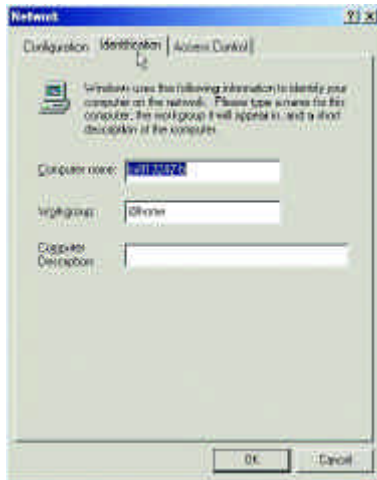 Network
Configuration Identification Access Control
Windows uses the following information to identify your
computer on the network. Please type a name for this
computer, the workgroup it will appear in, and a short
description of the computer.
Computer name:
Workgroup: @Home
Computer
Description:
OK Cancel